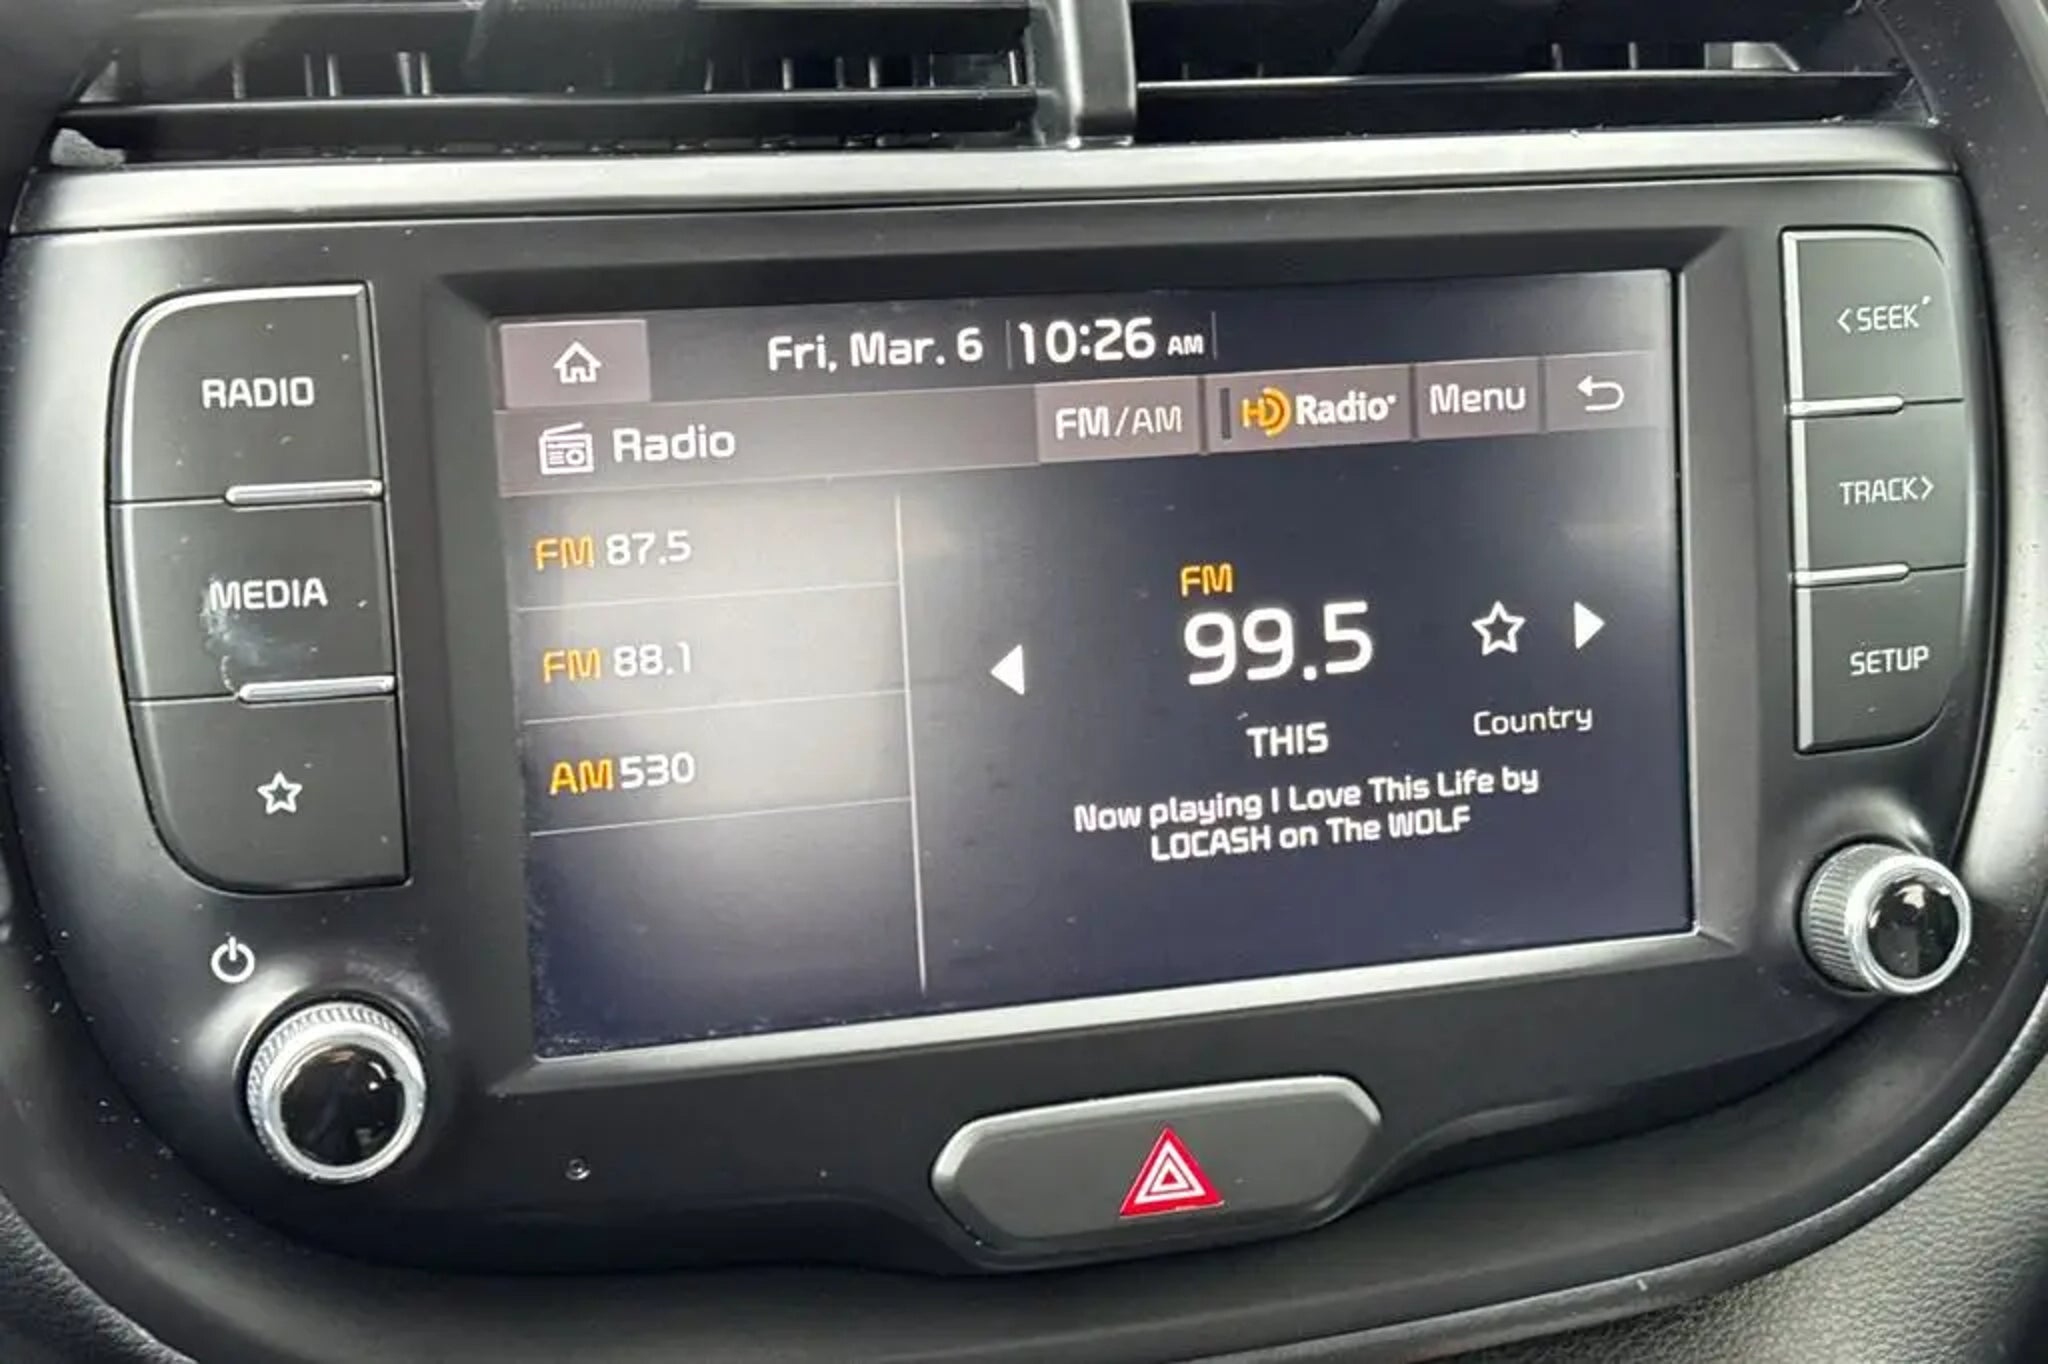 Fri, Mar. 6 10:26 AM
Radio FM/AM HD Radio Menu
FM 87.5
FM 88.1
AM 530
FM
99.5
THIS
Country
Now playing I Love This Life by
LOCASH on The WOLF
RADIO
MEDIA
<SEEK
TRACK>
SETUP